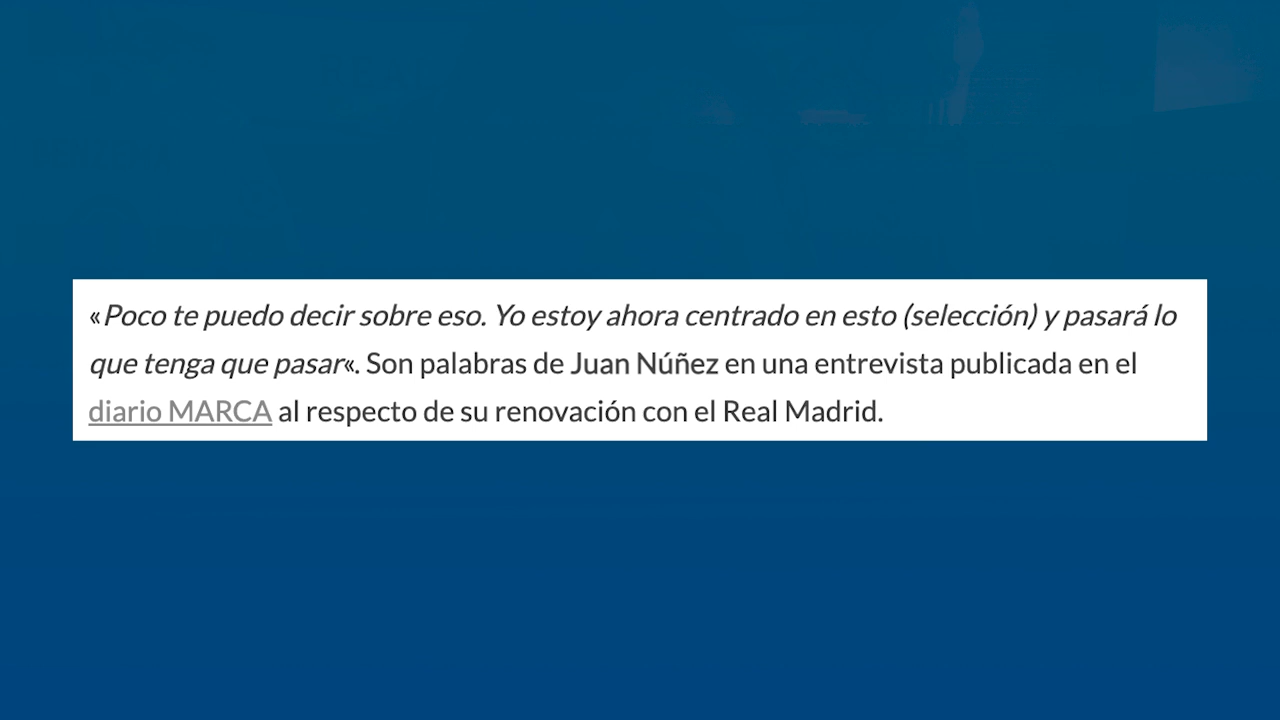 «Poco te puedo decir sobre eso. Yo estoy ahora centrado en esto (selección) y pasará lo
que tenga que pasar«. Son palabras de Juan Núñez en una entrevista publicada en el
diario MARCA al respecto de su renovación con el Real Madrid.